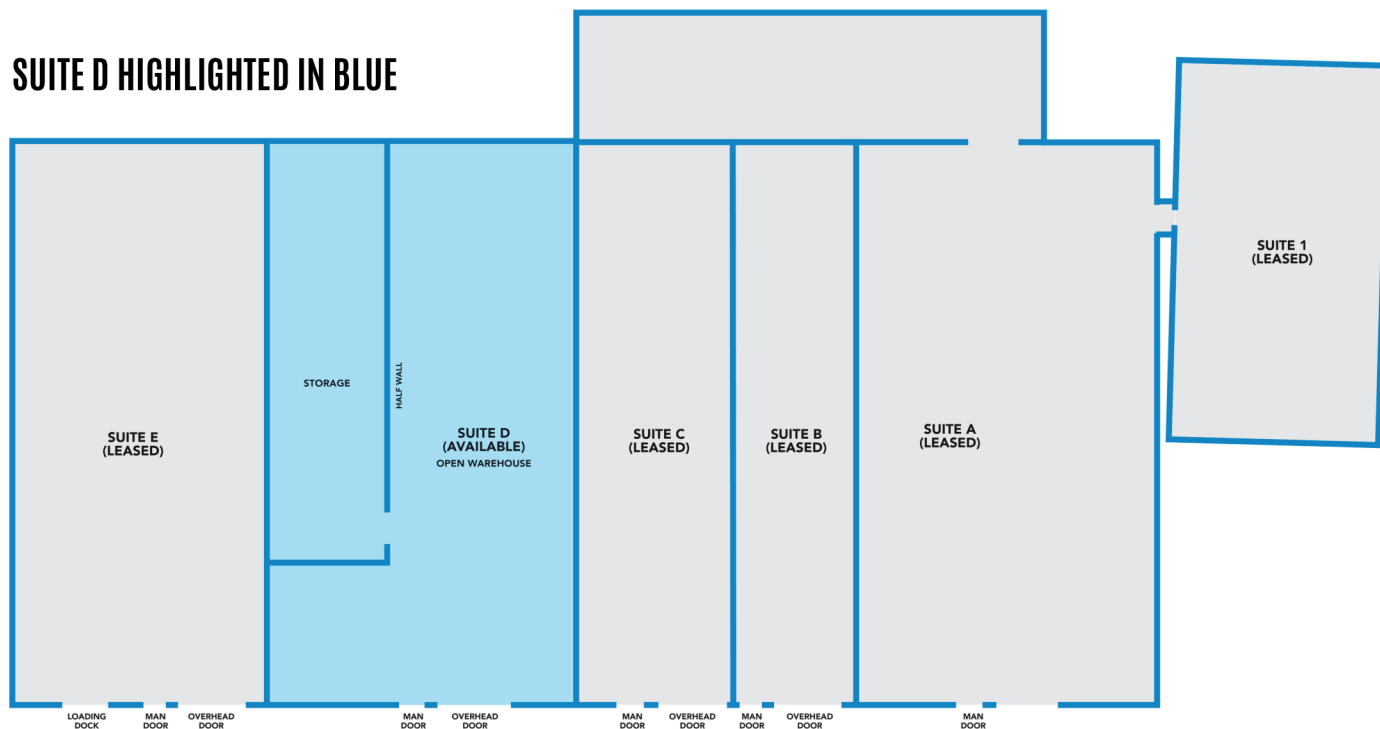 SUITE D HIGHLIGHTED IN BLUE
SUITE 1
(LEASED)
STORAGE
HALF WALL
SUITE E
(LEASED)
SUITE D
(AVAILABLE)
OPEN WAREHOUSE
SUITE C
(LEASED)
SUITE B
(LEASED)
SUITE A
(LEASED)
LOADING
DOCK
MAN
DOOR
OVERHEAD
DOOR
MAN
DOOR
OVERHEAD
DOOR
MAN
DOOR
OVERHEAD
DOOR
MAN
DOOR
OVERHEAD
DOOR
MAN
DOOR